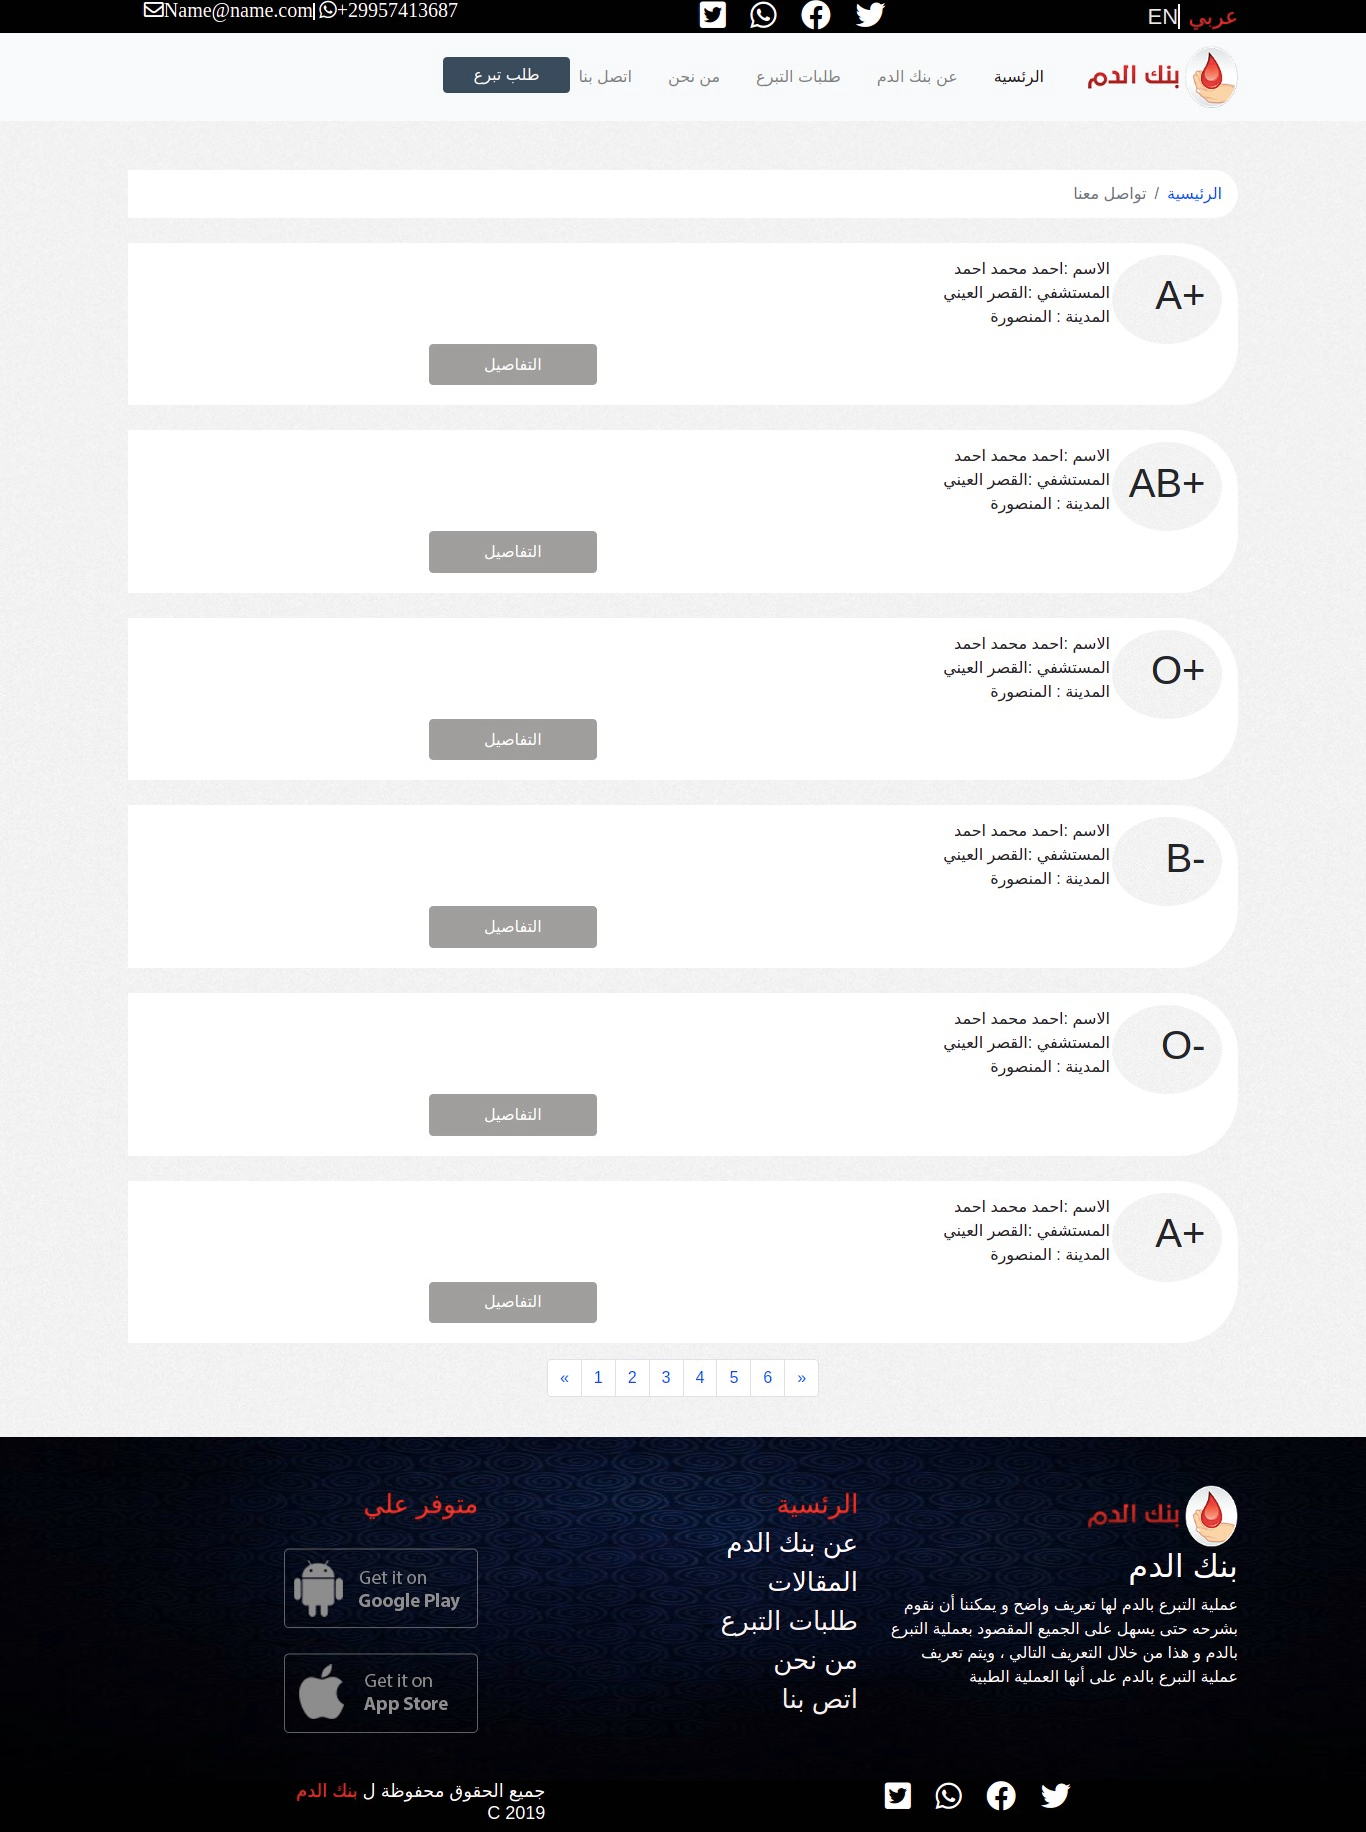 عربي
EN
+29957413687
Name@name.com
بنك الدم
الرئسية
عن بنك الدم
طلبات التبرع
من نحن
اتصل بنا
طلب تبرع
الرئيسية / تواصل معنا
A+
الاسم :احمد محمد احمد
المستشفي :القصر العيني
المدينة : المنصورة
التفاصيل
AB+
الاسم :احمد محمد احمد
المستشفي :القصر العيني
المدينة : المنصورة
التفاصيل
O+
الاسم :احمد محمد احمد
المستشفي :القصر العيني
المدينة : المنصورة
التفاصيل
B-
الاسم :احمد محمد احمد
المستشفي :القصر العيني
المدينة : المنصورة
التفاصيل
O-
الاسم :احمد محمد احمد
المستشفي :القصر العيني
المدينة : المنصورة
التفاصيل
A+
الاسم :احمد محمد احمد
المستشفي :القصر العيني
المدينة : المنصورة
التفاصيل
« 1 2 3 4 5 6 »
بنك الدم
بنك الدم
عملية التبرع بالدم لها تعريف واضح و يمكننا أن نقوم
بشرحه حتى يسهل على الجميع المقصود بعملية التبرع
بالدم و هذا من خلال التعريف التالي ، ويتم تعريف
عملية التبرع بالدم على أنها العملية الطبية
الرئسية
عن بنك الدم
المقالات
طلبات التبرع
من نحن
اتص بنا
متوفر علي
Get it on
Google Play
Get it on
App Store
جميع الحقوق محفوظة ل بنك الدم
C 2019